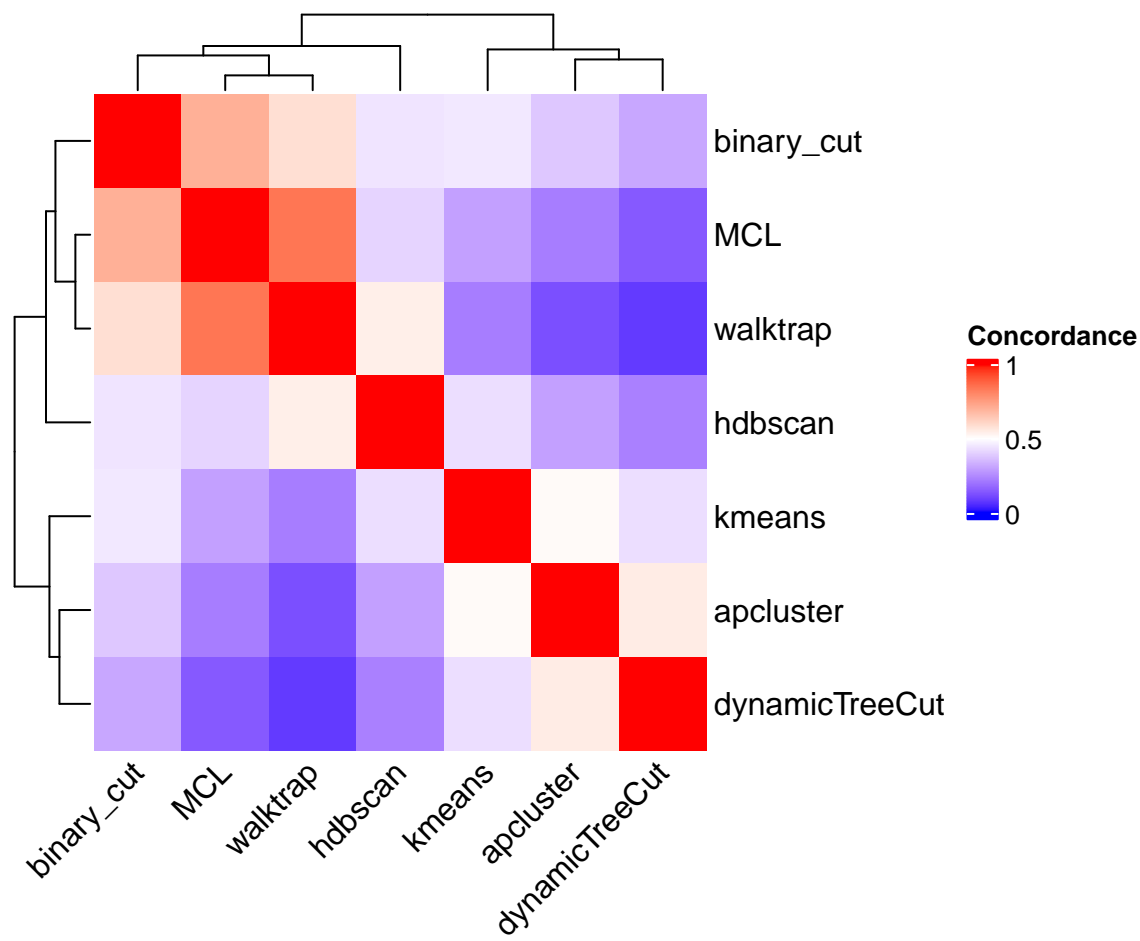 binary_cut
MCL
walktrap
hdbscan
kmeans
apcluster
dynamicTreeCut
Concordance
1
0.5
0
binary_cut
MCL
walktrap
hdbscan
kmeans
apcluster
dynamicTreeCut